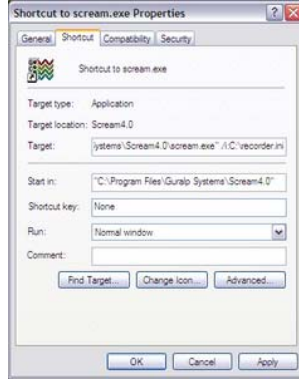 Shortcut to scream.exe Properties
General Shortcut Compatibility Security
Shortcut to scream.exe
Target type: Application
Target location: Scream4.0
Target: ystems\Scream4.0\scream.exe" /i:C:\recorder.ini
Start in: "C:\Program Files\Guralp Systems\Scream4.0"
Shortcut key: None
Run: Normal window
Comment:
Find Target... Change Icon... Advanced...
OK Cancel Apply